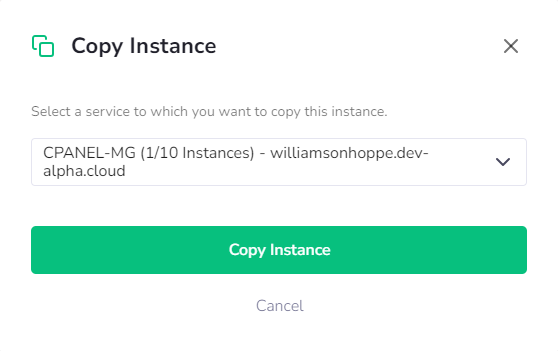 Copy Instance
Select a service to which you want to copy this instance.
CPANEL-MG (1/10 Instances) - williamsonhoppe.dev-
alpha.cloud
Copy Instance
Cancel